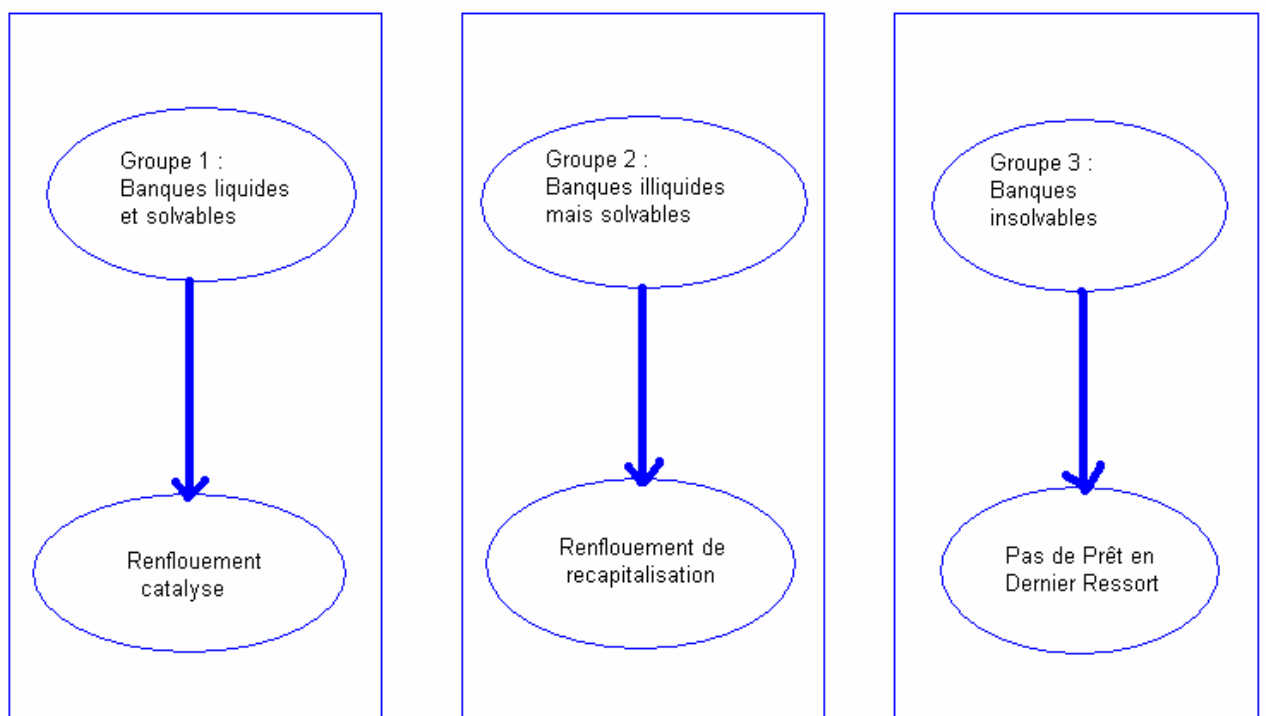 Groupe 1 :
Banques liquides
et solvables
Renflouement
catalyse
Groupe 2 :
Banques illiquides
mais solvables
Renflouement de
recapitalisation
Groupe 3 :
Banques
insolvables
Pas de Prêt en
Dernier Ressort